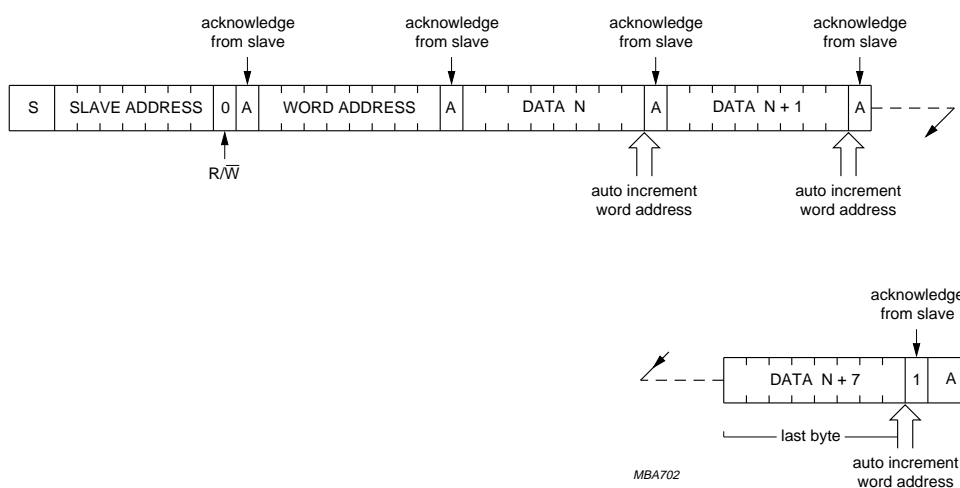 acknowledge
from slave
acknowledge
from slave
acknowledge
from slave
acknowledge
from slave
S SLAVE ADDRESS 0 A WORD ADDRESS A DATA N A DATA N + 1 A
R/W̅
auto increment
word address
auto increment
word address
acknowledge
from slave
DATA N + 7 1 A
last byte
auto increment
word address
MBA702